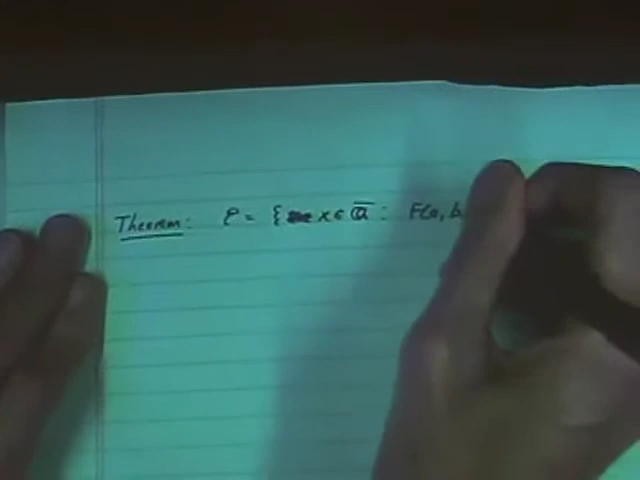 Theorem: C = { x ∈ ℚ̄ : F(a, b